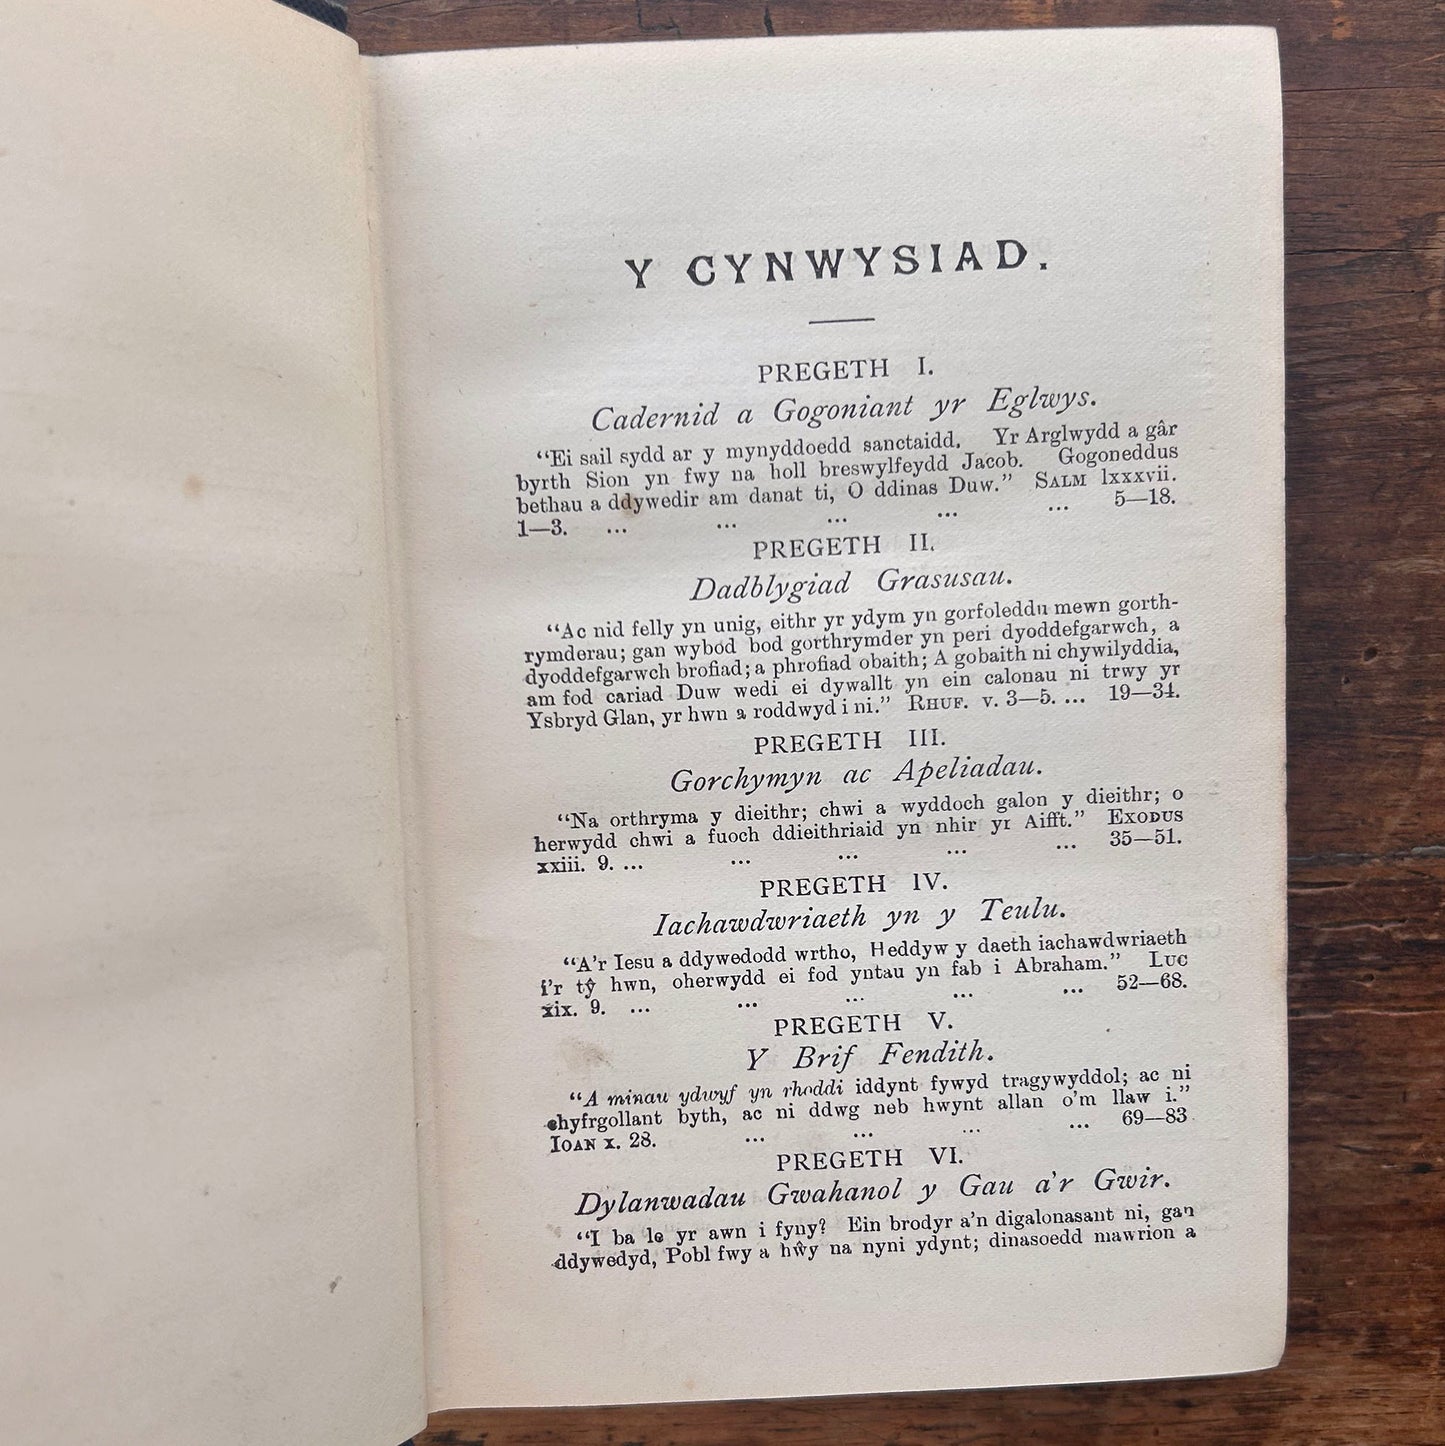 Y CYNWYSIAD.
PREGETH I.
Cadernid a Gogoniant yr Eglwys.
“Ei sail sydd ar y mynyddoedd sanctaidd. Yr Arglwydd a gâr
byrth Sion yn fwy na holl breswylfeydd Jacob. Gogoneddus
bethau a ddywedir am danat ti, O ddinas Duw.” SALM lxxxvii.
1—3. ... ... ... ... ... 5—18.
PREGETH II.
Dadblygiad Grasusau.
“Ac nid felly yn unig, eithr yr ydym yn gorfoleddu mewn gorth-
rymderau; gan wybod bod gorthrymder yn peri dyoddefgarwch, a
dyoddefgarwch brofiad; a phrofiad obaith; A gobaith ni chywilyddia,
am fod cariad Duw wedi ei dywallt yn ein calonau ni trwy yr
Ysbryd Glan, yr hwn a roddwyd i ni.” RHUF. v. 3—5. ... 19—34.
PREGETH III.
Gorchymyn ac Apeliadau.
“Na orthryma y dieithr; chwi a wyddoch galon y dieithr; o
herwydd chwi a fuoch ddieithriaid yn nhir yr Aifft.” EXODUS
xxiii. 9. ... ... ... ... ... 35—51.
PREGETH IV.
Iachawdwriaeth yn y Teulu.
“A'r Iesu a ddywedodd wrtho, Heddyw y daeth iachawdwriaeth
i'r tŷ hwn, oherwydd ei fod yntau yn fab i Abraham.” LUC
xix. 9. ... ... ... ... ... 52—68.
PREGETH V.
Y Brif Fendith.
“A minau ydwyf yn rhoddi iddynt fywyd tragywyddol; ac ni
chyfrgollant byth, ac ni ddwg neb hwynt allan o'm llaw i.”
IOAN x. 28. ... ... ... ... 69—83
PREGETH VI.
Dylanwadau Gwahanol y Gau a'r Gwir.
“I ba le yr awn i fyny? Ein brodyr a'n digalonasant ni, gan
ddywedyd, Pobl fwy a hŵy na nyni ydynt; dinasoedd mawrion a